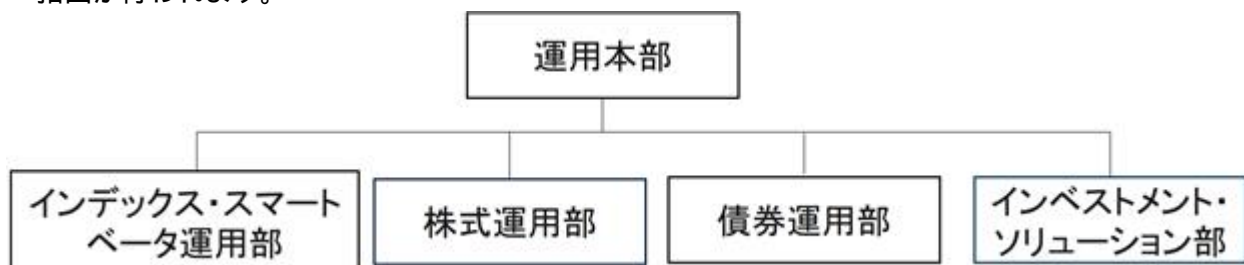 運用本部
インデックス・スマート
ベータ運用部
株式運用部
債券運用部
インベストメント・
ソリューション部